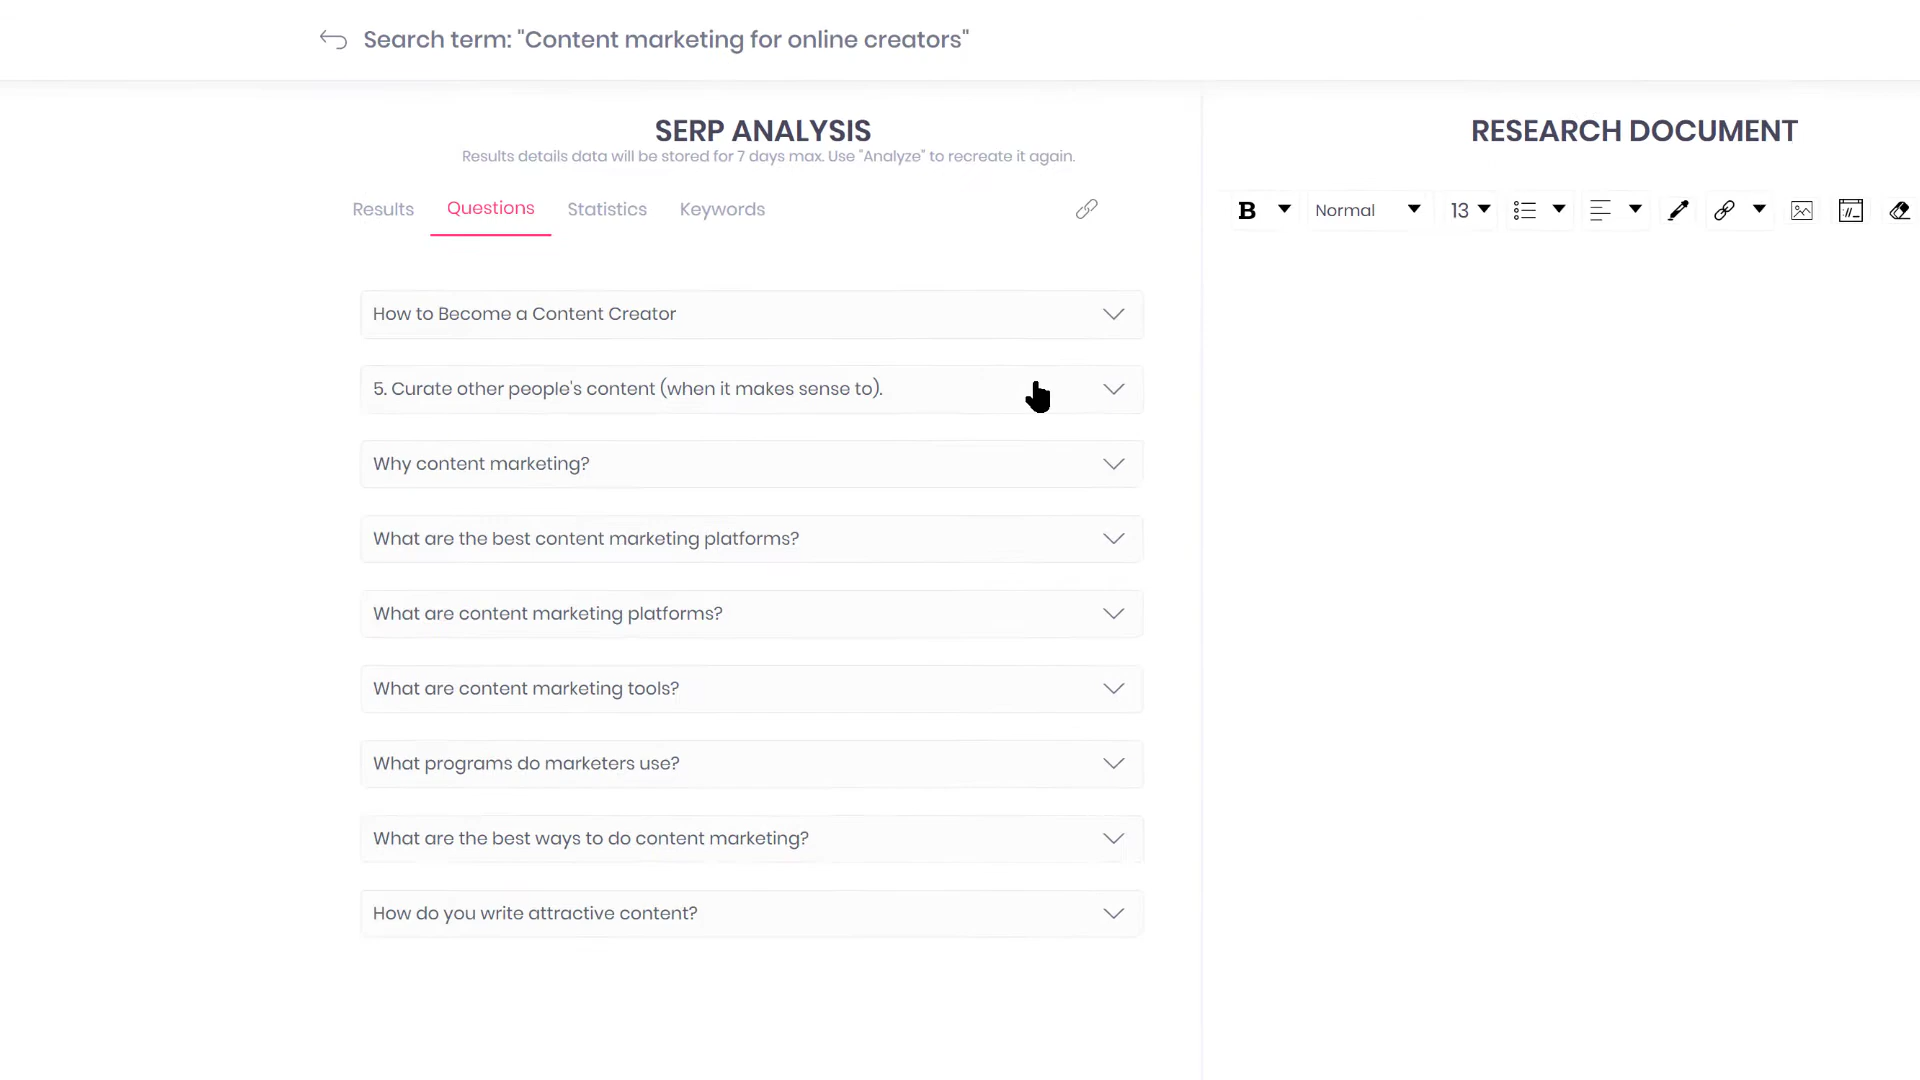 Search term: "Content marketing for online creators"
SERP ANALYSIS
Results details data will be stored for 7 days max. Use "Analyze" to recreate it again.
Results Questions Statistics Keywords
How to Become a Content Creator
5. Curate other people's content (when it makes sense to).
Why content marketing?
What are the best content marketing platforms?
What are content marketing platforms?
What are content marketing tools?
What programs do marketers use?
What are the best ways to do content marketing?
How do you write attractive content?
RESEARCH DOCUMENT
B Normal 13